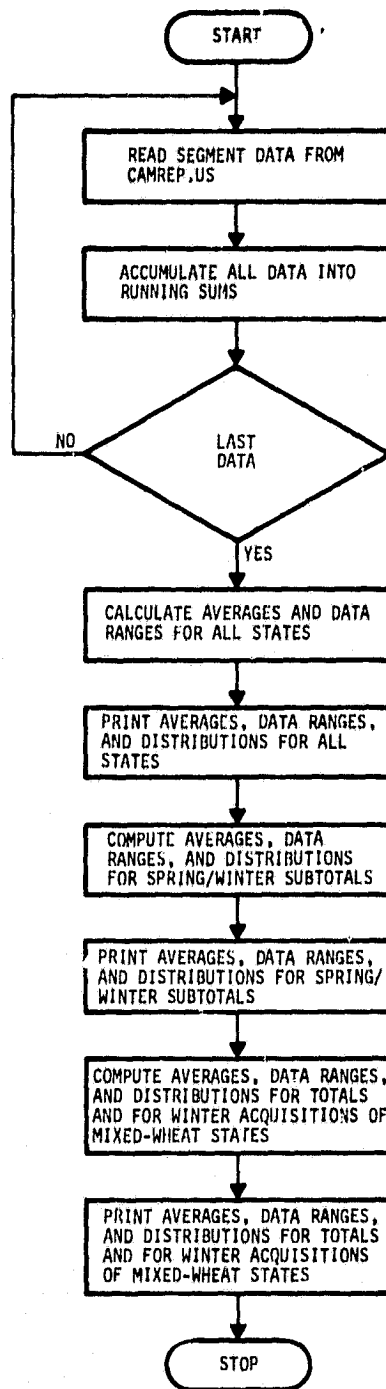 START
READ SEGMENT DATA FROM
CAMREP.US
ACCUMULATE ALL DATA INTO
RUNNING SUMS
LAST
DATA
NO
YES
CALCULATE AVERAGES AND DATA
RANGES FOR ALL STATES
PRINT AVERAGES, DATA RANGES,
AND DISTRIBUTIONS FOR ALL
STATES
COMPUTE AVERAGES, DATA
RANGES, AND DISTRIBUTIONS
FOR SPRING/WINTER SUBTOTALS
PRINT AVERAGES, DATA RANGES,
AND DISTRIBUTIONS FOR SPRING/
WINTER SUBTOTALS
COMPUTE AVERAGES, DATA RANGES,
AND DISTRIBUTIONS FOR TOTALS
AND FOR WINTER ACQUISITIONS OF
MIXED-WHEAT STATES
PRINT AVERAGES, DATA RANGES,
AND DISTRIBUTIONS FOR TOTALS
AND FOR WINTER ACQUISITIONS
OF MIXED-WHEAT STATES
STOP